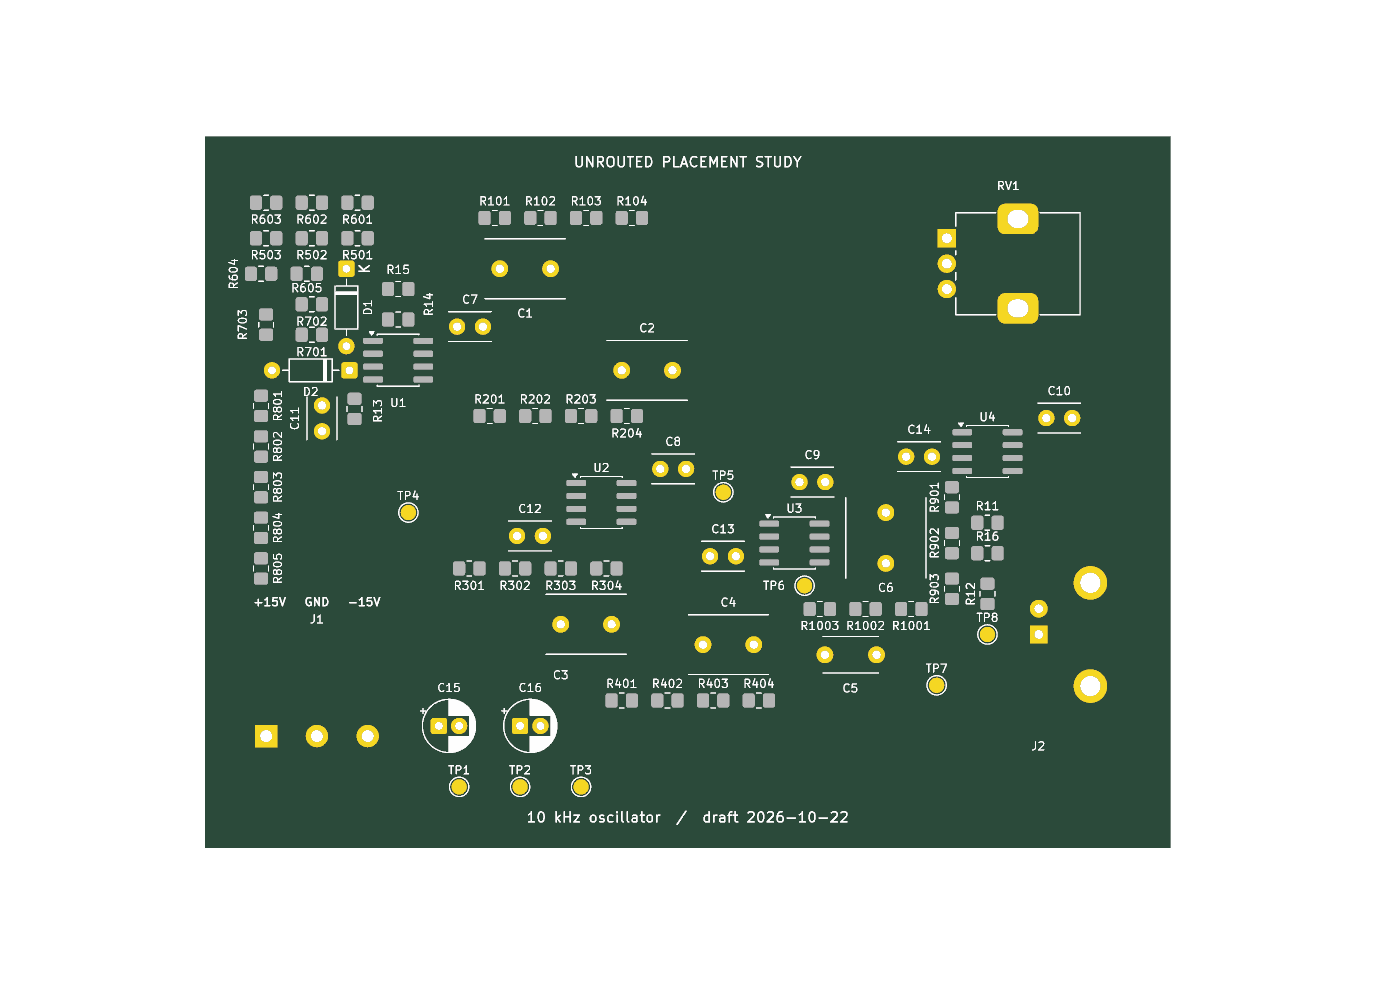 UNROUTED PLACEMENT STUDY
RV1
R101 R102 R103 R104
R603 R602 R601
R503 R502 R501
K
R604
R605
R15
D1
R14
C7
C1
R703
R702
R701
C2
U1
D2
C11
R13
R801
R201 R202 R203
R204
C10
U4
C14
R802
C8
U2
TP5
C9
R803
TP4
C12
U3
R901
R11
R804
C13
R902
R16
R805
R301 R302 R303 R304
TP6
C6
R903
R12
+15V GND -15V
J1
C4
R1003 R1002 R1001
TP8
C3
C5
TP7
R401 R402 R403 R404
+ C15
+ C16
J2
TP1 TP2 TP3
10 kHz oscillator / draft 2026-10-22